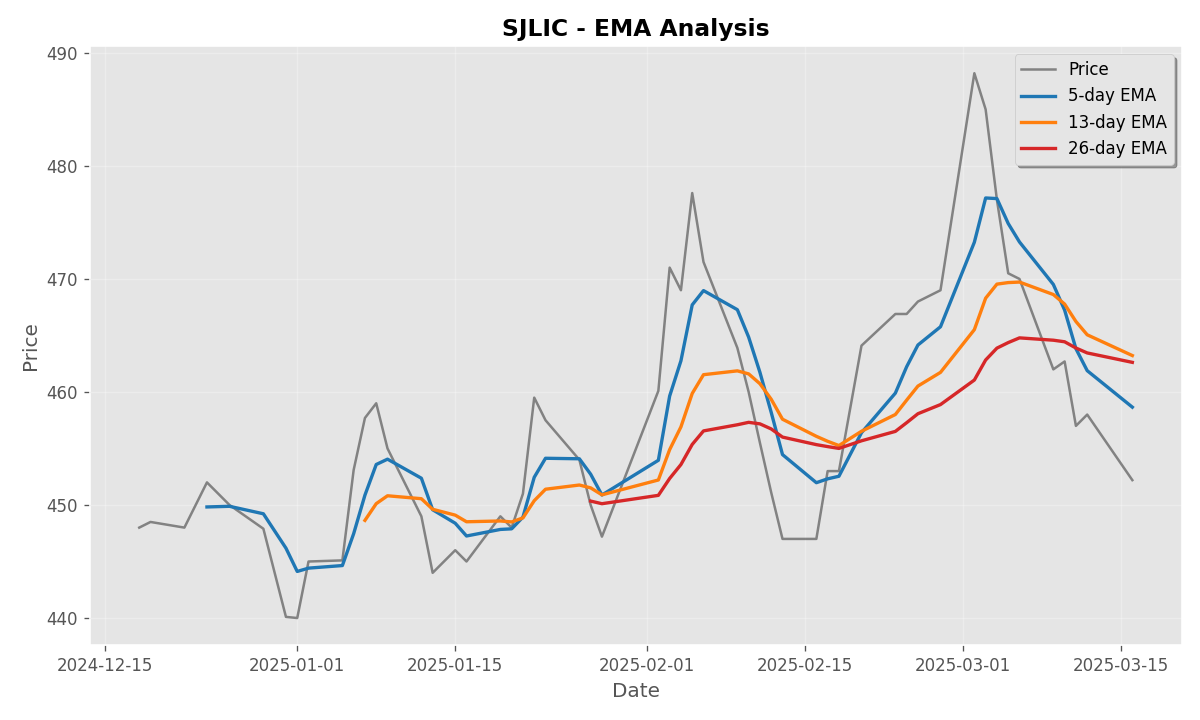 SJLIC - EMA Analysis
Price
5-day EMA
13-day EMA
26-day EMA
490
480
470
460
450
440
Price
2024-12-15
2025-01-01
2025-01-15
2025-02-01
2025-02-15
2025-03-01
2025-03-15
Date